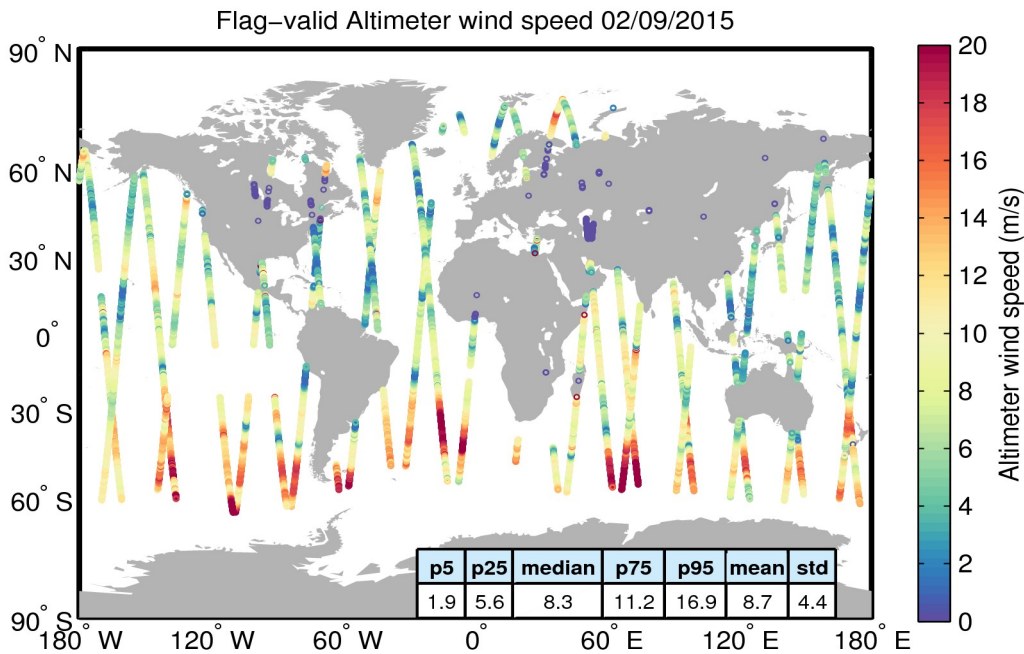 Flag−valid Altimeter wind speed 02/09/2015
90° N
60° N
30° N
0°
30° S
60° S
90° S
180° W
120° W
60° W
0°
60° E
120° E
180° E
p5 p25 median p75 p95 mean std
1.9 5.6 8.3 11.2 16.9 8.7 4.4
20
18
16
14
12
10
8
6
4
2
0
Altimeter wind speed (m/s)